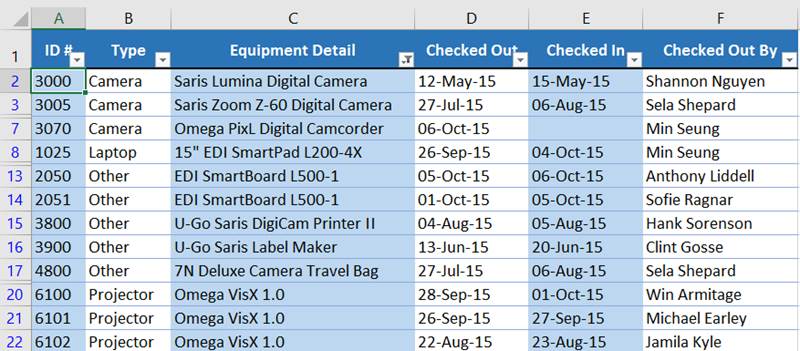 A B C D E F
1 ID # Type Equipment Detail Checked Out Checked In Checked Out By
2 3000 Camera Saris Lumina Digital Camera 12-May-15 15-May-15 Shannon Nguyen
3 3005 Camera Saris Zoom Z-60 Digital Camera 27-Jul-15 06-Aug-15 Sela Shepard
7 3070 Camera Omega PixL Digital Camcorder 06-Oct-15 Min Seung
8 1025 Laptop 15" EDI SmartPad L200-4X 26-Sep-15 04-Oct-15 Min Seung
13 2050 Other EDI SmartBoard L500-1 05-Oct-15 06-Oct-15 Anthony Liddell
14 2051 Other EDI SmartBoard L500-1 01-Oct-15 05-Oct-15 Sofie Ragnar
15 3800 Other U-Go Saris DigiCam Printer II 04-Aug-15 05-Aug-15 Hank Sorenson
16 3900 Other U-Go Saris Label Maker 13-Jun-15 20-Jun-15 Clint Gosse
17 4800 Other 7N Deluxe Camera Travel Bag 27-Jul-15 06-Aug-15 Sela Shepard
20 6100 Projector Omega VisX 1.0 28-Sep-15 01-Oct-15 Win Armitage
21 6101 Projector Omega VisX 1.0 26-Sep-15 27-Sep-15 Michael Earley
22 6102 Projector Omega VisX 1.0 22-Aug-15 23-Aug-15 Jamila Kyle